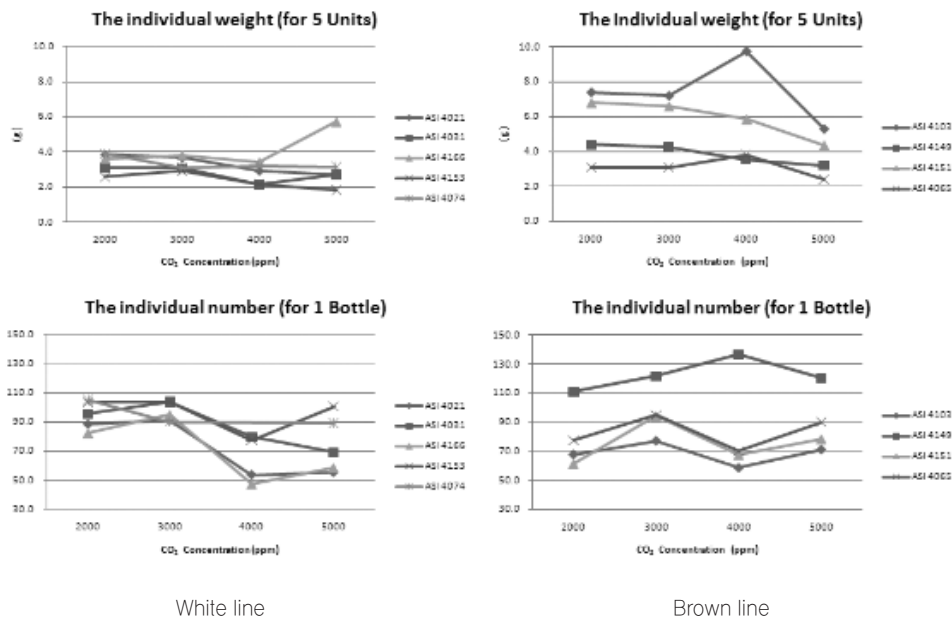 The individual weight (for 5 Units)
10.0
8.0
6.0
4.0
2.0
0.0
(g)
2000 3000 4000 5000
CO₂ Concentration (ppm)
ASI 4021
ASI 4031
ASI 4166
ASI 4153
ASI 4074
The individual weight (for 5 Units)
10.0
8.0
6.0
4.0
2.0
0.0
(g)
2000 3000 4000 5000
CO₂ Concentration (ppm)
ASI 4103
ASI 4149
ASI 4151
ASI 4065
The individual number (for 1 Bottle)
150.0
130.0
110.0
90.0
70.0
50.0
30.0
2000 3000 4000 5000
CO₂ Concentration (ppm)
ASI 4021
ASI 4031
ASI 4166
ASI 4153
ASI 4074
The individual number (for 1 Bottle)
150.0
130.0
110.0
90.0
70.0
50.0
30.0
2000 3000 4000 5000
CO₂ Concentration (ppm)
ASI 4103
ASI 4149
ASI 4151
ASI 4065
White line
Brown line